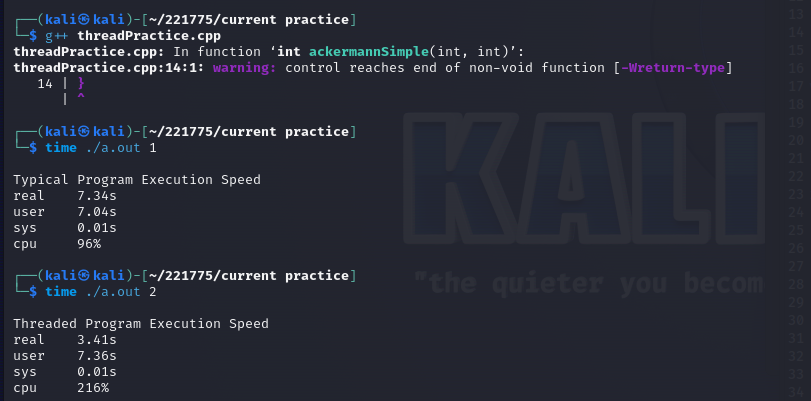 ┌──(kali㉿kali)-[~/221775/current practice]
└─$ g++ threadPractice.cpp
threadPractice.cpp: In function ‘int ackermannSimple(int, int)’:
threadPractice.cpp:14:1: warning: control reaches end of non-void function [-Wreturn-type]
   14 | }
      | ^
┌──(kali㉿kali)-[~/221775/current practice]
└─$ time ./a.out 1
Typical Program Execution Speed
real    7.34s
user    7.04s
sys     0.01s
cpu     96%
┌──(kali㉿kali)-[~/221775/current practice]
└─$ time ./a.out 2
Threaded Program Execution Speed
real    3.41s
user    7.36s
sys     0.01s
cpu     216%
KALI
"the quieter you becom
13
14
15
16
17
18
19
20
21
22
23
24
25
26
27
28
29
30
31
32
33